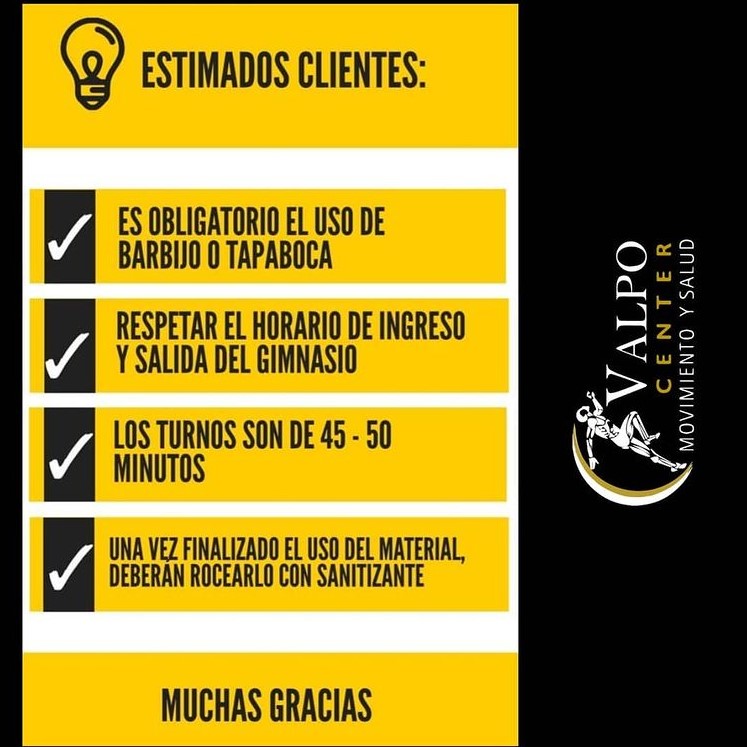 ESTIMADOS CLIENTES:
ES OBLIGATORIO EL USO DE
BARBIJO O TAPABOCA
RESPETAR EL HORARIO DE INGRESO
Y SALIDA DEL GIMNASIO
LOS TURNOS SON DE 45 - 50
MINUTOS
UNA VEZ FINALIZADO EL USO DEL MATERIAL,
DEBERÁN ROCEARLO CON SANITIZANTE
MUCHAS GRACIAS
VALPO
CENTER
MOVIMIENTO Y SALUD